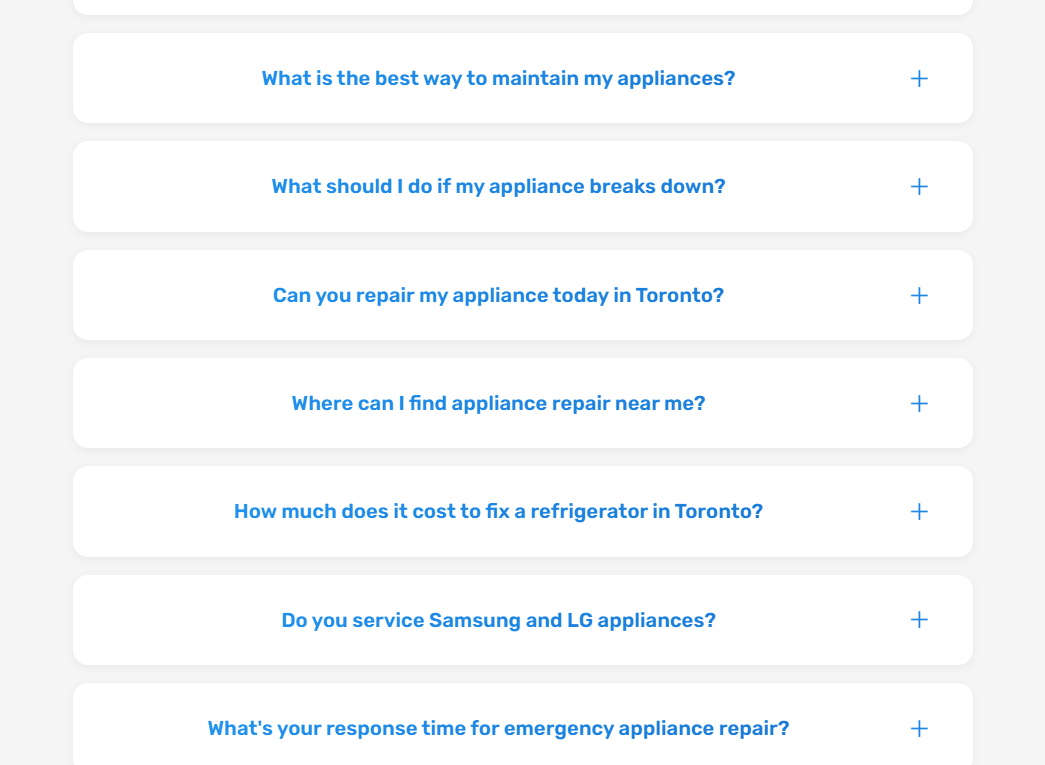 What is the best way to maintain my appliances?
What should I do if my appliance breaks down?
Can you repair my appliance today in Toronto?
Where can I find appliance repair near me?
How much does it cost to fix a refrigerator in Toronto?
Do you service Samsung and LG appliances?
What's your response time for emergency appliance repair?